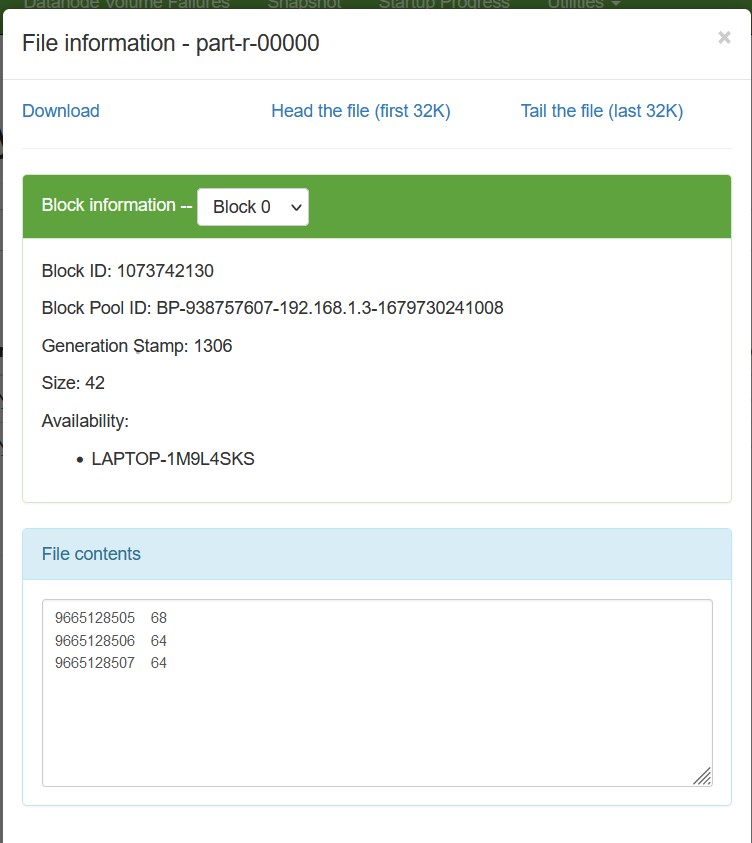 Datanode Volume Failures Snapshot Startup Progress Utilities
File information - part-r-00000 ×
Download Head the file (first 32K) Tail the file (last 32K)
Block information -- Block 0
Block ID: 1073742130
Block Pool ID: BP-938757607-192.168.1.3-1679730241008
Generation Stamp: 1306
Size: 42
Availability:
• LAPTOP-1M9L4SKS
File contents
9665128505 68
9665128506 64
9665128507 64